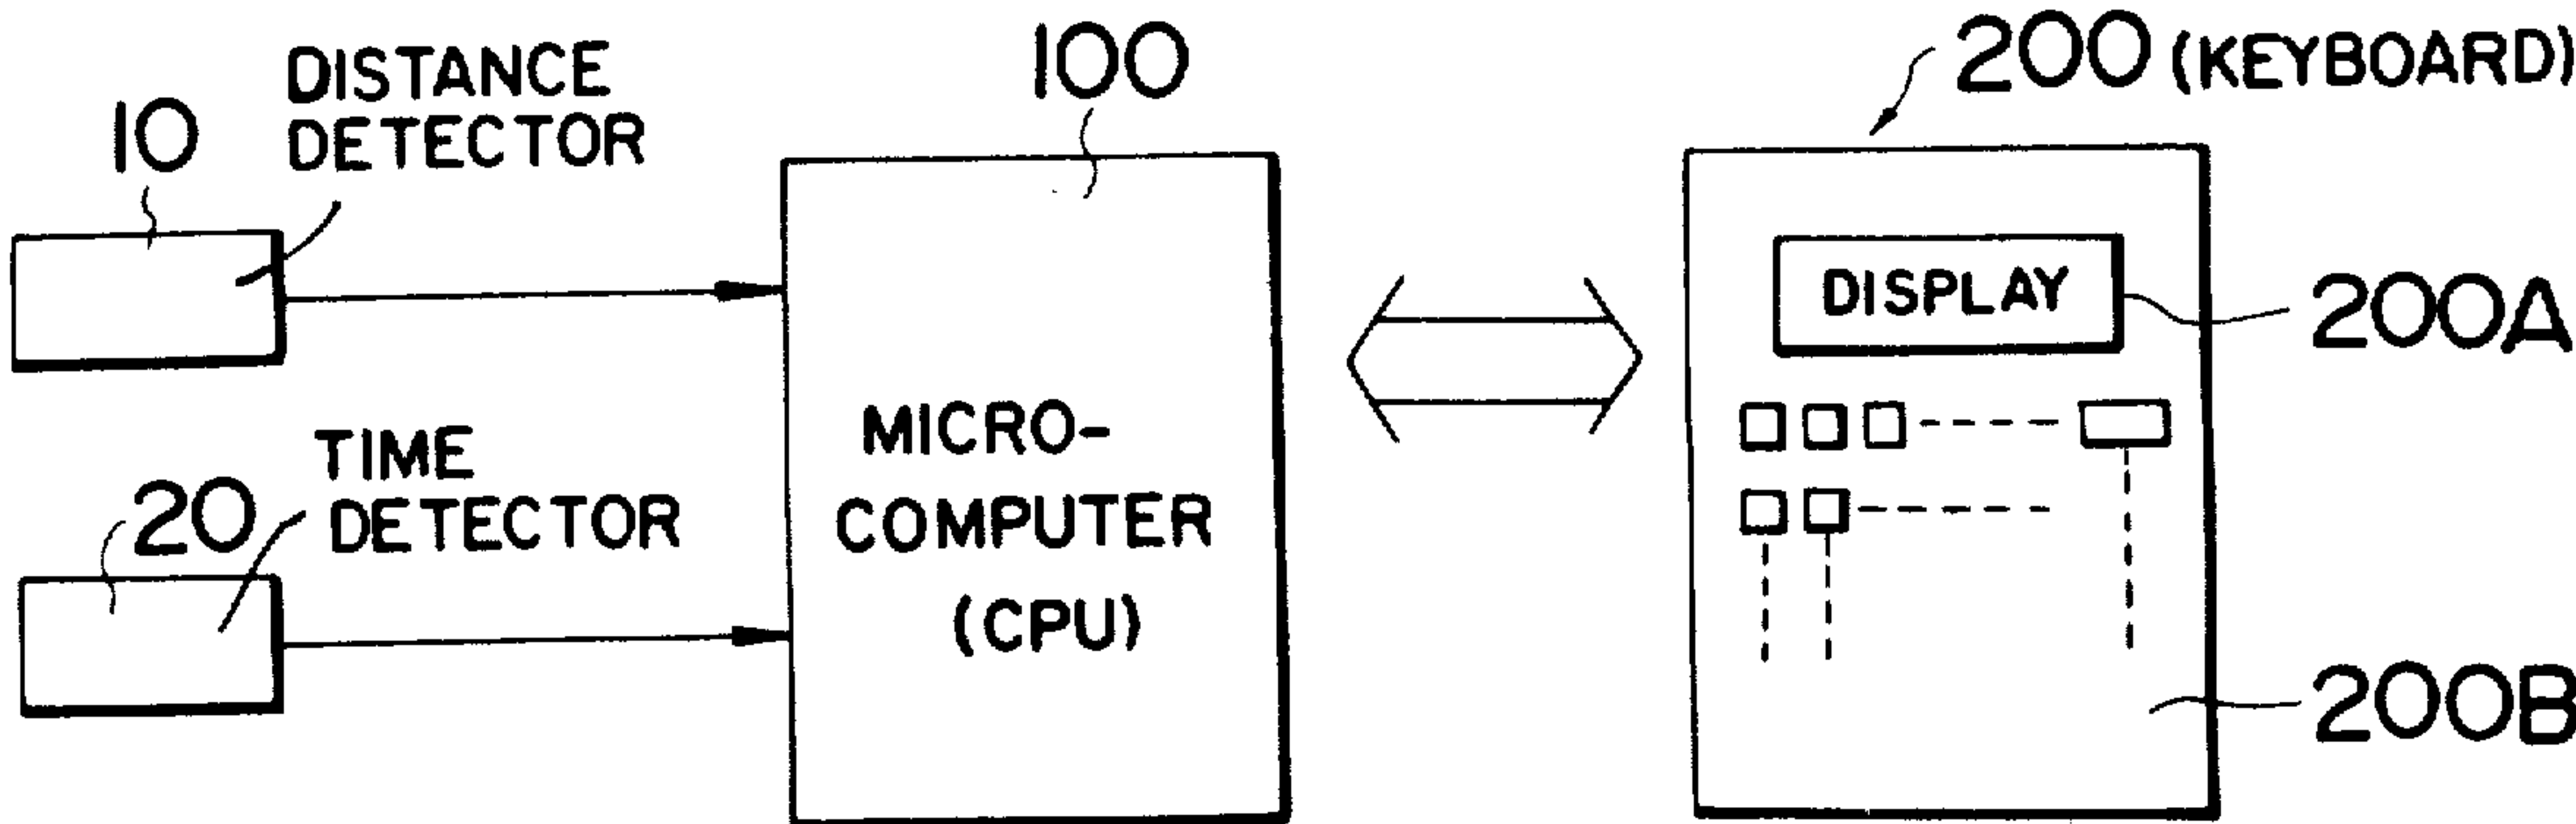 10
DISTANCE
DETECTOR
100
200 (KEYBOARD)
DISPLAY
200A
20
TIME
DETECTOR
MICRO-
COMPUTER
(CPU)
200B